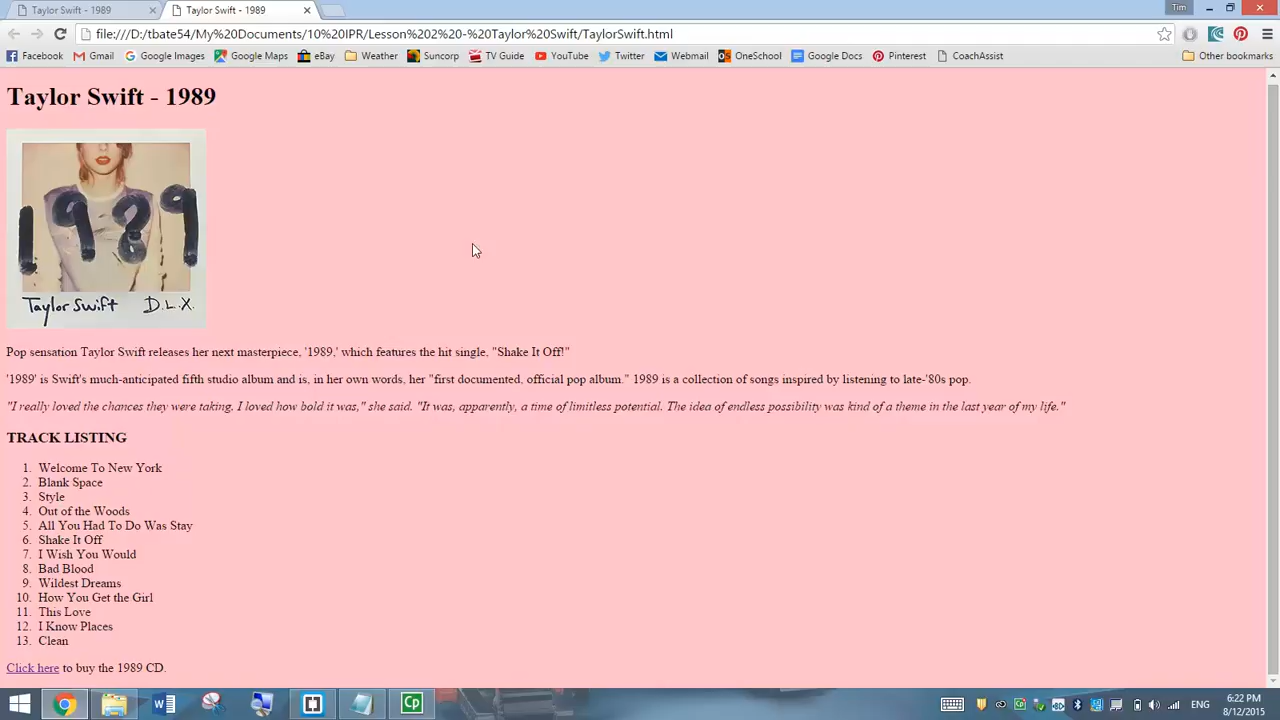 Taylor Swift - 1989
Taylor Swift - 1989
Tim
file:///D:/tbate54/My%20Documents/10%20IPR/Lesson%202%20-%20Taylor%20Swift/TaylorSwift.html
Facebook Gmail Google Images Google Maps eBay Weather Suncorp TV Guide YouTube Twitter Webmail OneSchool Google Docs Pinterest CoachAssist Other bookmarks
Taylor Swift - 1989
1989
Taylor Swift D.L.X.
Pop sensation Taylor Swift releases her next masterpiece, '1989,' which features the hit single, "Shake It Off!"
'1989' is Swift's much-anticipated fifth studio album and is, in her own words, her "first documented, official pop album." 1989 is a collection of songs inspired by listening to late-'80s pop.
"I really loved the chances they were taking. I loved how bold it was," she said. "It was, apparently, a time of limitless potential. The idea of endless possibility was kind of a theme in the last year of my life."
TRACK LISTING
1. Welcome To New York
2. Blank Space
3. Style
4. Out of the Woods
5. All You Had To Do Was Stay
6. Shake It Off
7. I Wish You Would
8. Bad Blood
9. Wildest Dreams
10. How You Get the Girl
11. This Love
12. I Know Places
13. Clean
Click here to buy the 1989 CD.
Cp
ENG
6:22 PM
8/12/2015